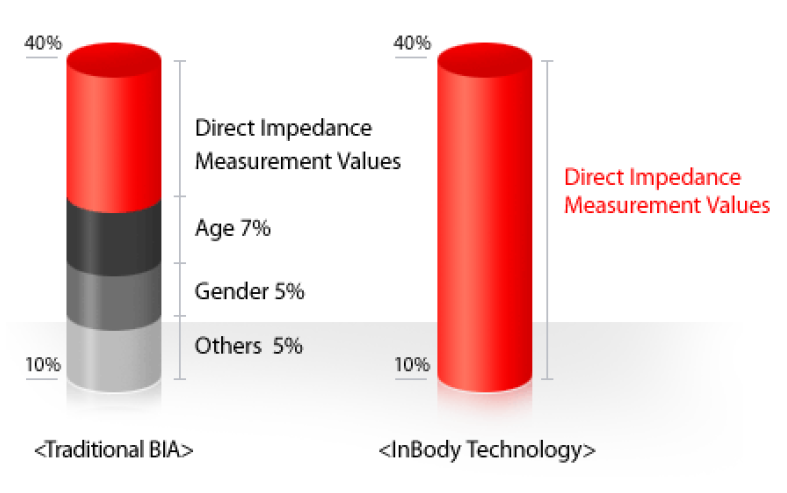 40%
Direct Impedance
Measurement Values
Age 7%
Gender 5%
Others 5%
10%
<Traditional BIA>
40%
Direct Impedance
Measurement Values
10%
<InBody Technology>